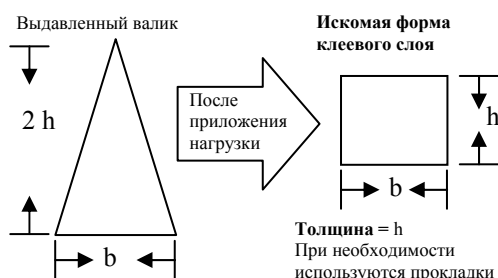 Выдавленный валик
2 h
b
После
приложения
нагрузки
Искомая форма
клеевого слоя
h
b
Толщина = h
При необходимости
используются прокладки